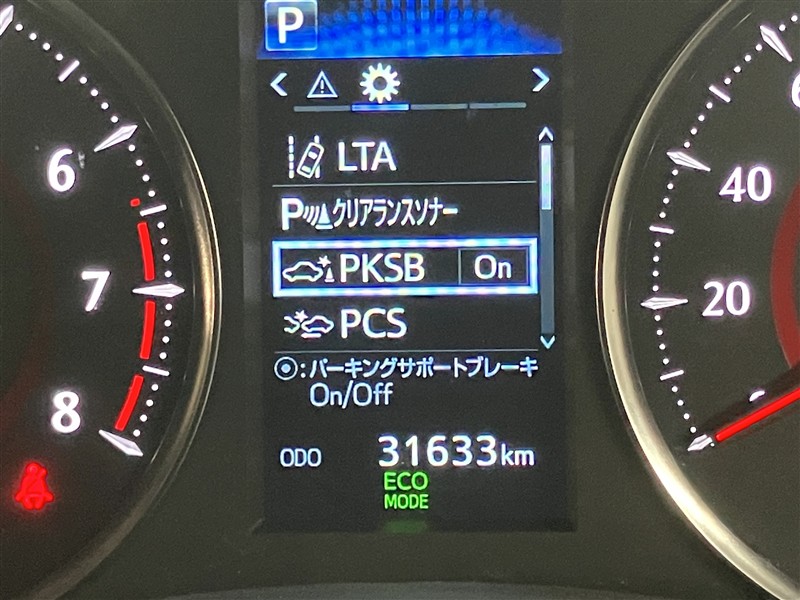 P
LTA
P クリアランスソナー
PKSB On
PCS
◉:パーキングサポートブレーキ
On/Off
ODO 31633km
ECO
MODE
6
7
8
40
20